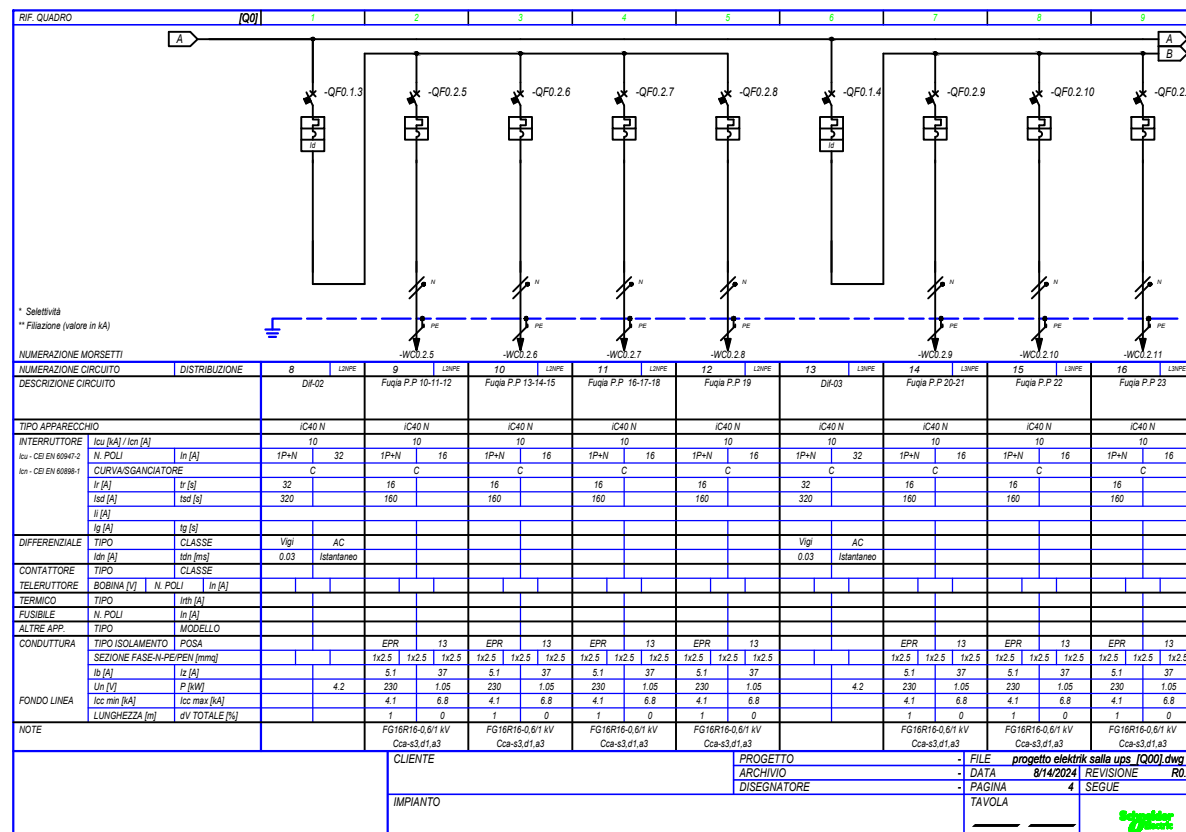 RIF. QUADRO [Q0] 1 2 3 4 5 6 7 8 9
A A
B
-QF0.1.3 -QF0.2.5 -QF0.2.6 -QF0.2.7 -QF0.2.8 -QF0.1.4 -QF0.2.9 -QF0.2.10 -QF0.2.
Id Id
N N N N N N N
* Selettività
** Filiazione (valore in kA)
PE PE PE PE PE PE PE
NUMERAZIONE MORSETTI -WC0.2.5 -WC0.2.6 -WC0.2.7 -WC0.2.8 -WC0.2.9 -WC0.2.10 -WC0.2.11
NUMERAZIONE CIRCUITO DISTRIBUZIONE 8 L2NPE 9 L2NPE 10 L2NPE 11 L2NPE 12 L2NPE 13 L3NPE 14 L3NPE 15 L3NPE 16 L3NPE
DESCRIZIONE CIRCUITO Dif-02 Fuqia P.P 10-11-12 Fuqia P.P 13-14-15 Fuqia P.P 16-17-18 Fuqia P.P 19 Dif-03 Fuqia P.P 20-21 Fuqia P.P 22 Fuqia P.P 23
TIPO APPARECCHIO iC40 N iC40 N iC40 N iC40 N iC40 N iC40 N iC40 N iC40 N iC40 N
INTERRUTTORE Icu [kA] / Icn [A] 10 10 10 10 10 10 10 10 10
Icu - CEI EN 60947-2 N. POLI In [A] 1P+N 32 1P+N 16 1P+N 16 1P+N 16 1P+N 16 1P+N 32 1P+N 16 1P+N 16 1P+N 16
Icn - CEI EN 60898-1 CURVA/SGANCIATORE C C C C C C C C C
Ir [A] tr [s] 32 16 16 16 16 32 16 16 16
Isd [A] tsd [s] 320 160 160 160 160 320 160 160 160
Ii [A]
Ig [A] tg [s]
DIFFERENZIALE TIPO CLASSE Vigi AC Vigi AC
Idn [A] tdn [ms] 0.03 Istantaneo 0.03 Istantaneo
CONTATTORE TIPO CLASSE
TELERUTTORE BOBINA [V] N. POLI In [A]
TERMICO TIPO Irth [A]
FUSIBILE N. POLI In [A]
ALTRE APP. TIPO MODELLO
CONDUTTURA TIPO ISOLAMENTO POSA EPR 13 EPR 13 EPR 13 EPR 13 EPR 13 EPR 13 EPR 13
SEZIONE FASE-N-PE/PEN [mmq] 1x2.5 1x2.5 1x2.5 1x2.5 1x2.5 1x2.5 1x2.5 1x2.5 1x2.5 1x2.5 1x2.5 1x2.5 1x2.5 1x2.5 1x2.5 1x2.5 1x2.5 1x2.5 1x2.5 1x2.5 1x2.5
Ib [A] Iz [A] 5.1 37 5.1 37 5.1 37 5.1 37 5.1 37 5.1 37 5.1 37
Un [V] P [kW] 4.2 230 1.05 230 1.05 230 1.05 230 1.05 4.2 230 1.05 230 1.05 230 1.05
FONDO LINEA Icc min [kA] Icc max [kA] 4.1 6.8 4.1 6.8 4.1 6.8 4.1 6.8 4.1 6.8 4.1 6.8 4.1 6.8
LUNGHEZZA [m] dV TOTALE [%] 1 0 1 0 1 0 1 0 1 0 1 0 1 0
NOTE FG16R16-0,6/1 kV FG16R16-0,6/1 kV FG16R16-0,6/1 kV FG16R16-0,6/1 kV FG16R16-0,6/1 kV FG16R16-0,6/1 kV FG16R16-0,6/1 kV
Cca-s3,d1,a3 Cca-s3,d1,a3 Cca-s3,d1,a3 Cca-s3,d1,a3 Cca-s3,d1,a3 Cca-s3,d1,a3 Cca-s3,d1,a3
CLIENTE PROGETTO - FILE progetto elektrik salla ups_[Q00].dwg
ARCHIVIO - DATA 8/14/2024 REVISIONE R0.
DISEGNATORE - PAGINA 4 SEGUE
IMPIANTO TAVOLA
Schneider Electric